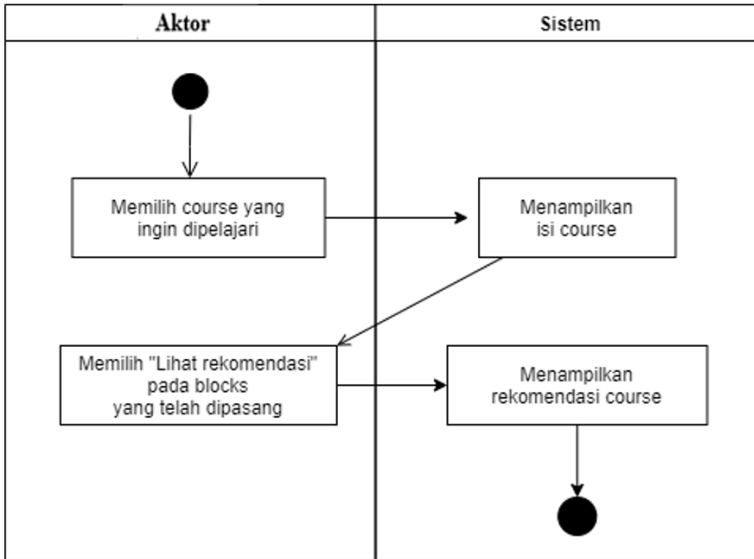 Aktor
Sistem
Memilih course yang
ingin dipelajari
Menampilkan
isi course
Memilih "Lihat rekomendasi"
pada blocks
yang telah dipasang
Menampilkan
rekomendasi course